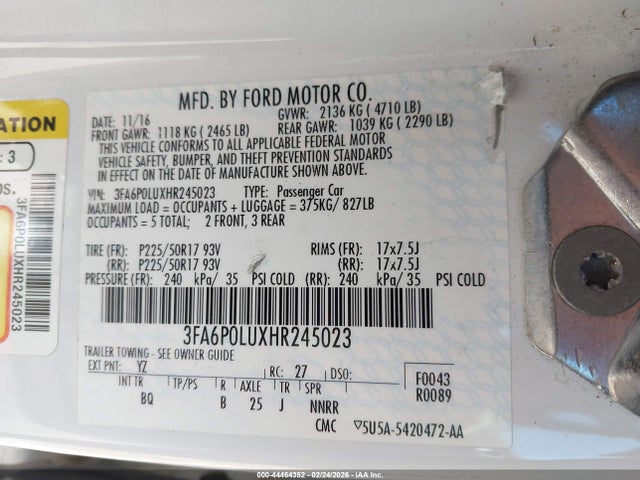 MFD. BY FORD MOTOR CO.
DATE: 11/16 GVWR: 2136 KG ( 4710 LB)
FRONT GAWR: 1118 KG ( 2465 LB) REAR GAWR: 1039 KG ( 2290 LB)
THIS VEHICLE CONFORMS TO ALL APPLICABLE FEDERAL MOTOR
VEHICLE SAFETY, BUMPER, AND THEFT PREVENTION STANDARDS
IN EFFECT ON THE DATE OF MANUFACTURE SHOWN ABOVE.
VIN: 3FA6P0LUXHR245023 TYPE: Passenger Car
MAXIMUM LOAD = OCCUPANTS + LUGGAGE = 375KG/ 827LB
OCCUPANTS = 5 TOTAL; 2 FRONT, 3 REAR
TIRE (FR): P225/50R17 93V RIMS (FR): 17x7.5J
(RR): P225/50R17 93V (RR): 17x7.5J
PRESSURE (FR): 240 kPa/ 35 PSI COLD (RR): 240 kPa/ 35 PSI COLD
3FA6P0LUXHR245023
TRAILER TOWING - SEE OWNER GUIDE
EXT PNT: YZ RC: 27 DSO: F0043
INT TR TP/PS R AXLE TR SPR R0089
BQ B 25 J NNRR
CMC ▽5U5A-5420472-AA
ATION
: 3
os.
3FA6P0LUXHR245023
000-44464352 - 02/24/2026 - Copyright © IAA, LLC